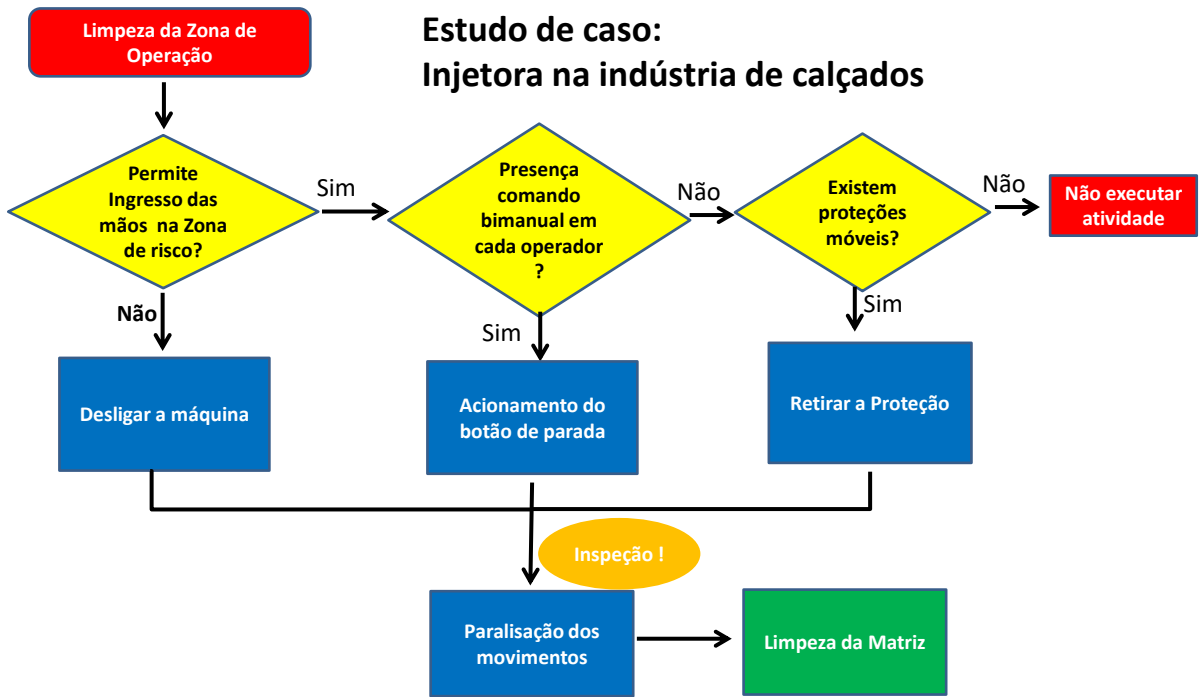 Limpeza da Zona de
Operação
Estudo de caso:
Injetora na indústria de calçados
Permite
Ingresso das
mãos na Zona
de risco?
Sim
Presença
comando
bimanual em
cada operador
?
Não
Existem
proteções
móveis?
Não
Não executar
atividade
Não
Sim
Sim
Desligar a máquina
Acionamento do
botão de parada
Retirar a Proteção
Inspeção !
Paralisação dos
movimentos
Limpeza da Matriz